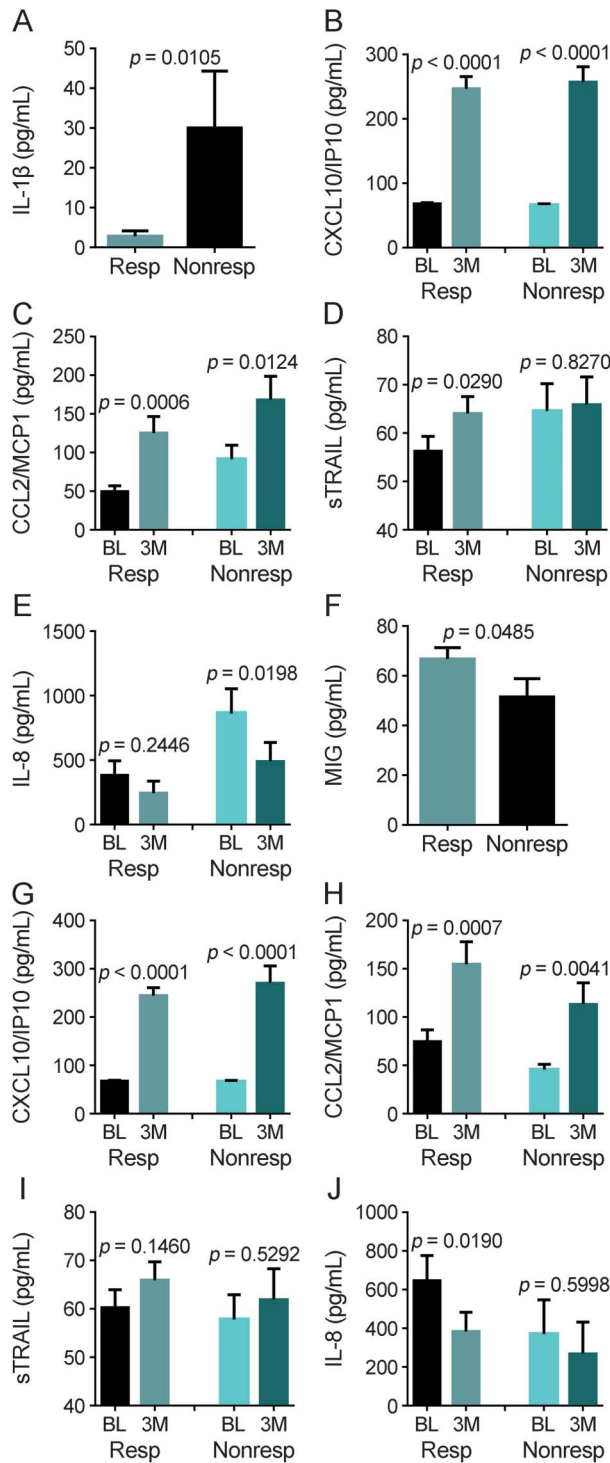 A
IL-1β (pg/mL)
50
40
30
20
10
0
p = 0.0105
Resp Nonresp
B
CXCL10/IP10 (pg/mL)
300
200
100
0
p < 0.0001 p < 0.0001
BL 3M BL 3M
Resp Nonresp
C
CCL2/MCP1 (pg/mL)
250
200
150
100
50
0
p = 0.0006 p = 0.0124
BL 3M BL 3M
Resp Nonresp
D
sTRAIL (pg/mL)
80
70
60
50
40
p = 0.0290 p = 0.8270
BL 3M BL 3M
Resp Nonresp
E
IL-8 (pg/mL)
1500
1000
500
0
p = 0.2446 p = 0.0198
BL 3M BL 3M
Resp Nonresp
F
MIG (pg/mL)
80
60
40
20
0
p = 0.0485
Resp Nonresp
G
CXCL10/IP10 (pg/mL)
400
300
200
100
0
p < 0.0001 p < 0.0001
BL 3M BL 3M
Resp Nonresp
H
CCL2/MCP1 (pg/mL)
200
150
100
50
0
p = 0.0007 p = 0.0041
BL 3M BL 3M
Resp Nonresp
I
sTRAIL (pg/mL)
80
70
60
50
40
p = 0.1460 p = 0.5292
BL 3M BL 3M
Resp Nonresp
J
IL-8 (pg/mL)
1000
800
600
400
200
0
p = 0.0190 p = 0.5998
BL 3M BL 3M
Resp Nonresp